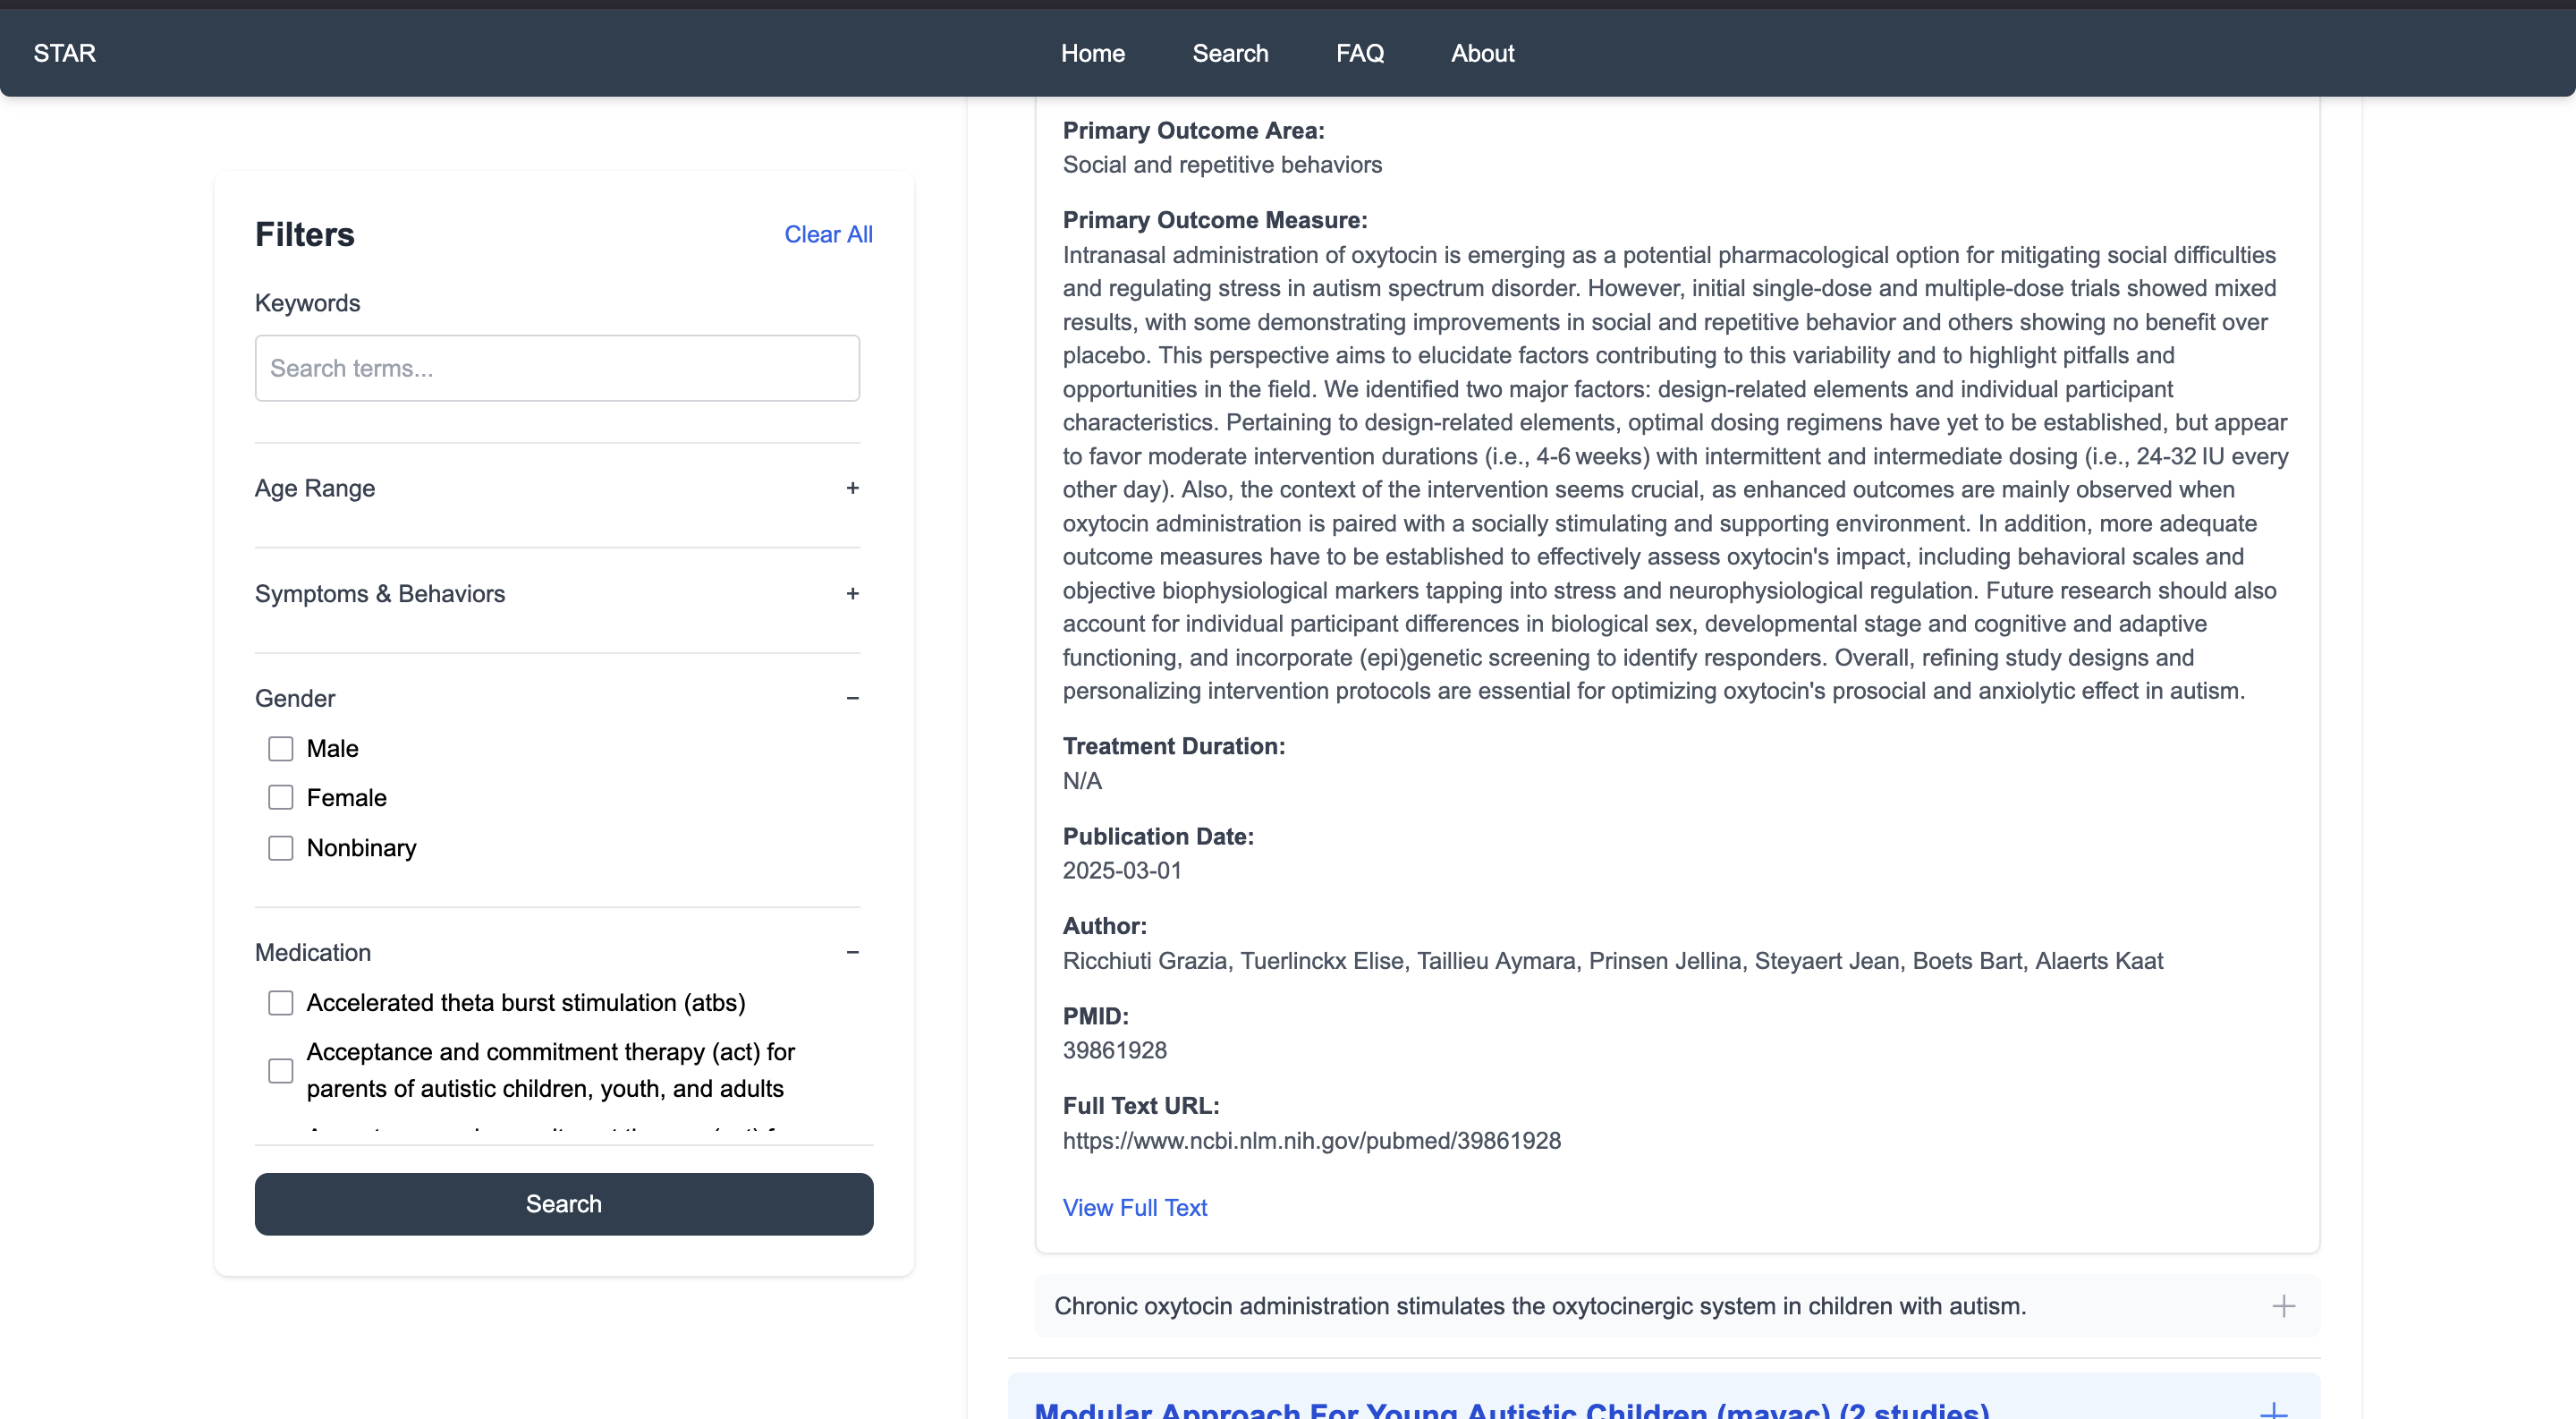 STAR
Home Search FAQ About
Filters
Clear All
Keywords
Search terms...
Age Range +
Symptoms & Behaviors +
Gender −
Male
Female
Nonbinary
Medication −
Accelerated theta burst stimulation (atbs)
Acceptance and commitment therapy (act) for
parents of autistic children, youth, and adults
Search
Primary Outcome Area:
Social and repetitive behaviors
Primary Outcome Measure:
Intranasal administration of oxytocin is emerging as a potential pharmacological option for mitigating social difficulties
and regulating stress in autism spectrum disorder. However, initial single-dose and multiple-dose trials showed mixed
results, with some demonstrating improvements in social and repetitive behavior and others showing no benefit over
placebo. This perspective aims to elucidate factors contributing to this variability and to highlight pitfalls and
opportunities in the field. We identified two major factors: design-related elements and individual participant
characteristics. Pertaining to design-related elements, optimal dosing regimens have yet to be established, but appear
to favor moderate intervention durations (i.e., 4-6 weeks) with intermittent and intermediate dosing (i.e., 24-32 IU every
other day). Also, the context of the intervention seems crucial, as enhanced outcomes are mainly observed when
oxytocin administration is paired with a socially stimulating and supporting environment. In addition, more adequate
outcome measures have to be established to effectively assess oxytocin's impact, including behavioral scales and
objective biophysiological markers tapping into stress and neurophysiological regulation. Future research should also
account for individual participant differences in biological sex, developmental stage and cognitive and adaptive
functioning, and incorporate (epi)genetic screening to identify responders. Overall, refining study designs and
personalizing intervention protocols are essential for optimizing oxytocin's prosocial and anxiolytic effect in autism.
Treatment Duration:
N/A
Publication Date:
2025-03-01
Author:
Ricchiuti Grazia, Tuerlinckx Elise, Taillieu Aymara, Prinsen Jellina, Steyaert Jean, Boets Bart, Alaerts Kaat
PMID:
39861928
Full Text URL:
https://www.ncbi.nlm.nih.gov/pubmed/39861928
View Full Text
Chronic oxytocin administration stimulates the oxytocinergic system in children with autism.
Modular Approach For Young Autistic Children (mayac) (2 studies)